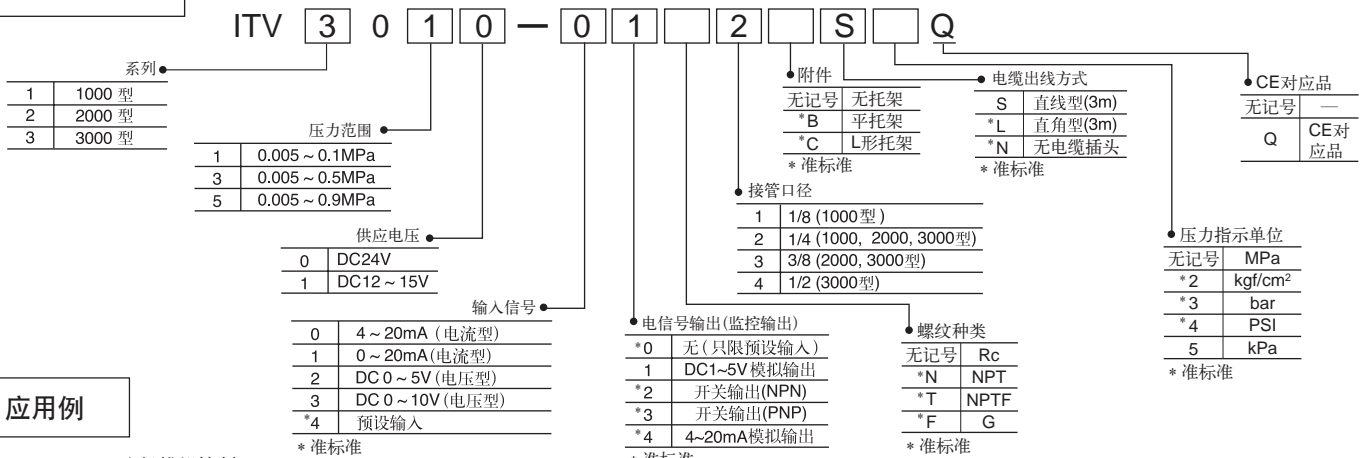 ITV 3 0 1 0 — 0 1 2 S Q
系列
1 1000 型
2 2000 型
3 3000 型
压力范围
1 0.005 ~ 0.1MPa
3 0.005 ~ 0.5MPa
5 0.005 ~ 0.9MPa
供应电压
0 DC24V
1 DC12 ~ 15V
输入信号
0 4 ~ 20mA (电流型)
1 0 ~ 20mA (电流型)
2 DC 0 ~ 5V (电压型)
3 DC 0 ~ 10V (电压型)
*4 预设输入
* 准标准
电信号输出(监控输出)
*0 无 ( 只限预设输入 )
1 DC1~5V 模拟输出
*2 开关输出(NPN)
*3 开关输出(PNP)
*4 4~20mA模拟输出
* 准标准
螺纹种类
无记号 Rc
*N NPT
*T NPTF
*F G
* 准标准
接管口径
1 1/8 (1000型 )
2 1/4 (1000, 2000, 3000型)
3 3/8 (2000, 3000型)
4 1/2 (3000型)
附件
无记号 无托架
*B 平托架
*C L形托架
* 准标准
电缆出线方式
S 直线型(3m)
*L 直角型(3m)
*N 无电缆插头
* 准标准
压力指示单位
无记号 MPa
*2 kgf/cm²
*3 bar
*4 PSI
5 kPa
* 准标准
CE对应品
无记号 —
Q CE对
应品
应用例